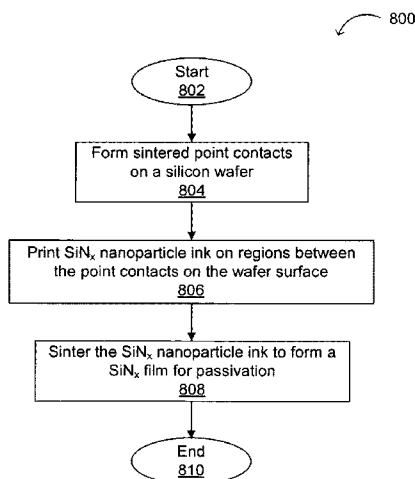 800
Start
802
Form sintered point contacts
on a silicon wafer
804
Print SiNₓ nanoparticle ink on regions between
the point contacts on the wafer surface
806
Sinter the SiNₓ nanoparticle ink to form a
SiNₓ film for passivation
808
End
810